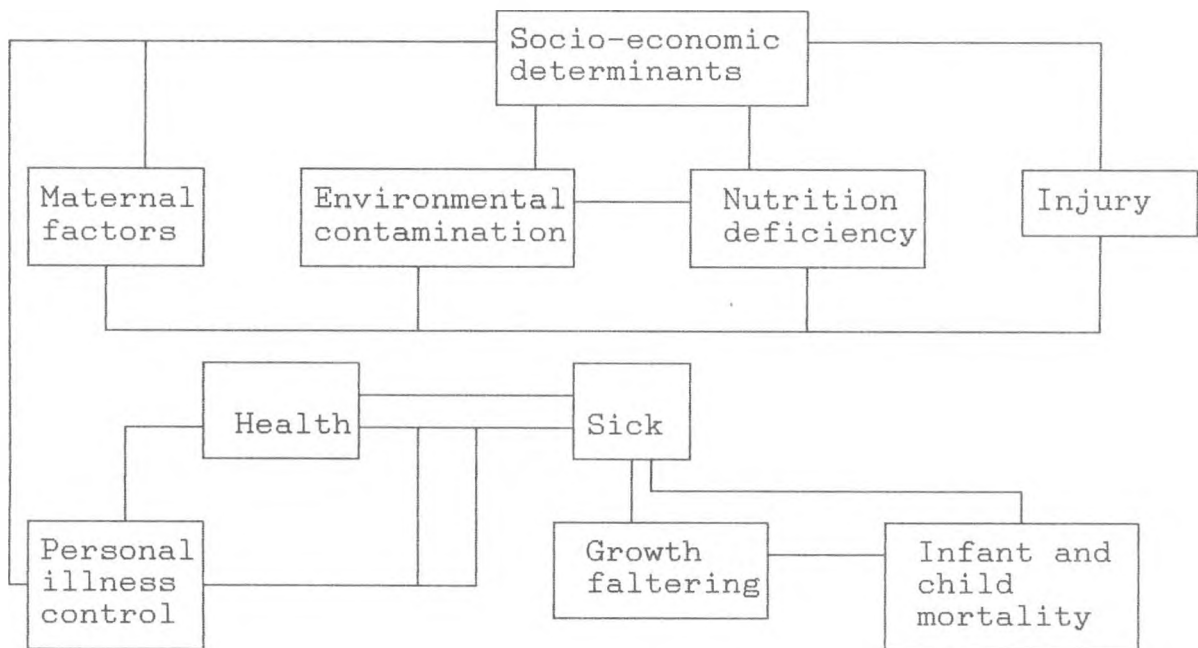 Socio-economic
determinants
Maternal
factors
Environmental
contamination
Nutrition
deficiency
Injury
Health
Sick
Personal
illness
control
Growth
faltering
Infant and
child
mortality